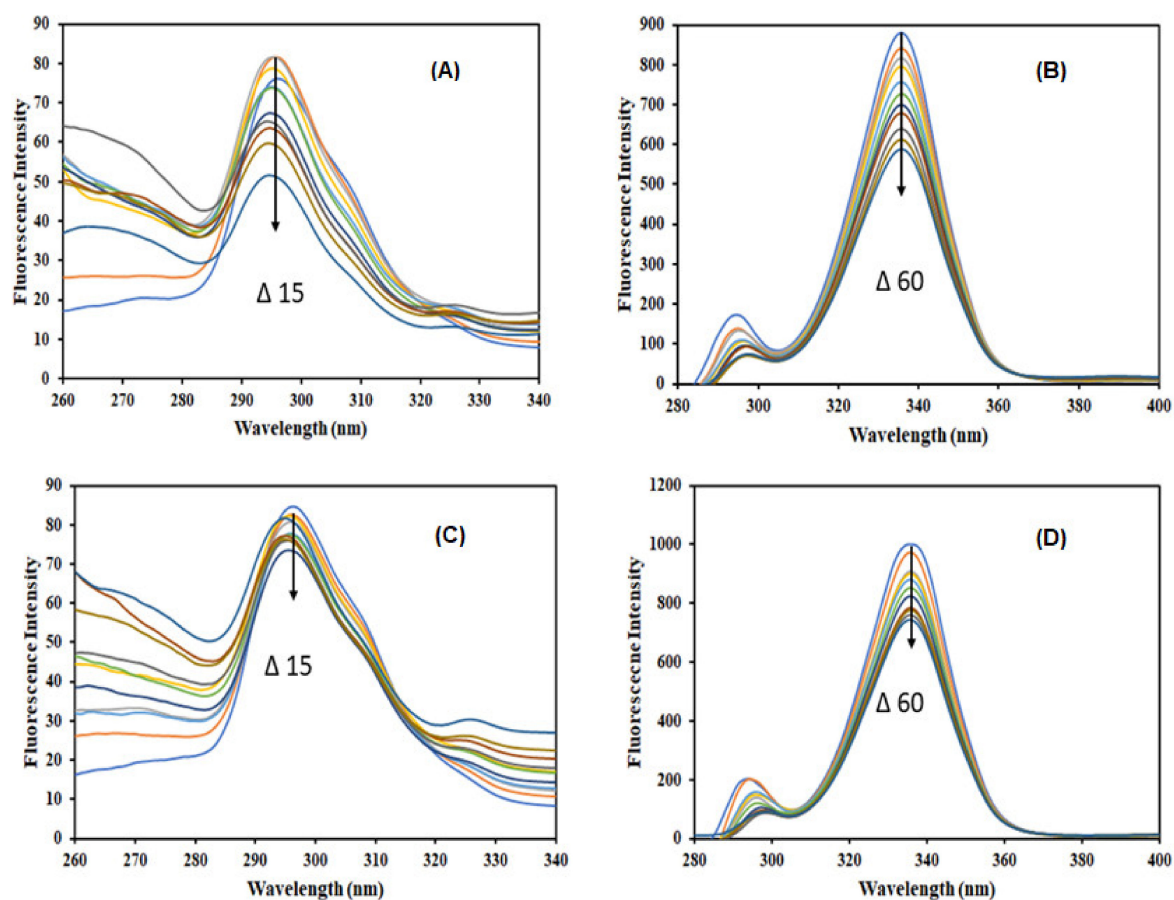 90
80
70
60
50
40
30
20
10
0
Fluorescence Intensity
(A)
Δ 15
260 270 280 290 300 310 320 330 340
Wavelength (nm)
900
800
700
600
500
400
300
200
100
0
Fluorescence Intensity
(B)
Δ 60
280 300 320 340 360 380 400
Wavelength (nm)
90
80
70
60
50
40
30
20
10
0
Fluorescence Intensity
(C)
Δ 15
260 270 280 290 300 310 320 330 340
Wavelength (nm)
1200
1000
800
600
400
200
0
Fluorescecne Intensity
(D)
Δ 60
280 300 320 340 360 380 400
Wavelength (nm)